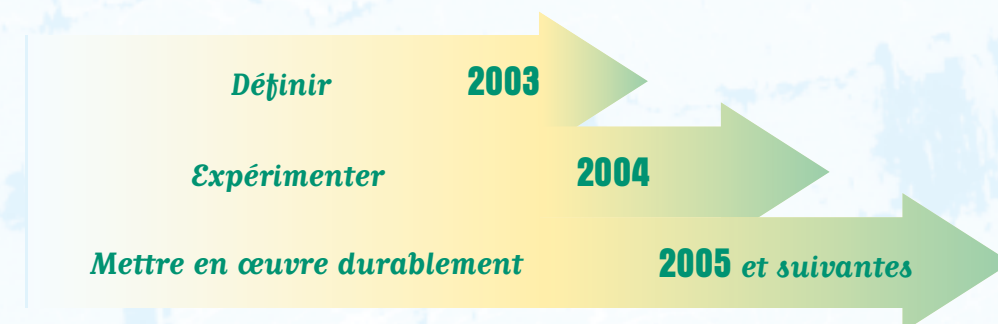 Définir 2003
Expérimenter 2004
Mettre en œuvre durablement 2005 et suivantes